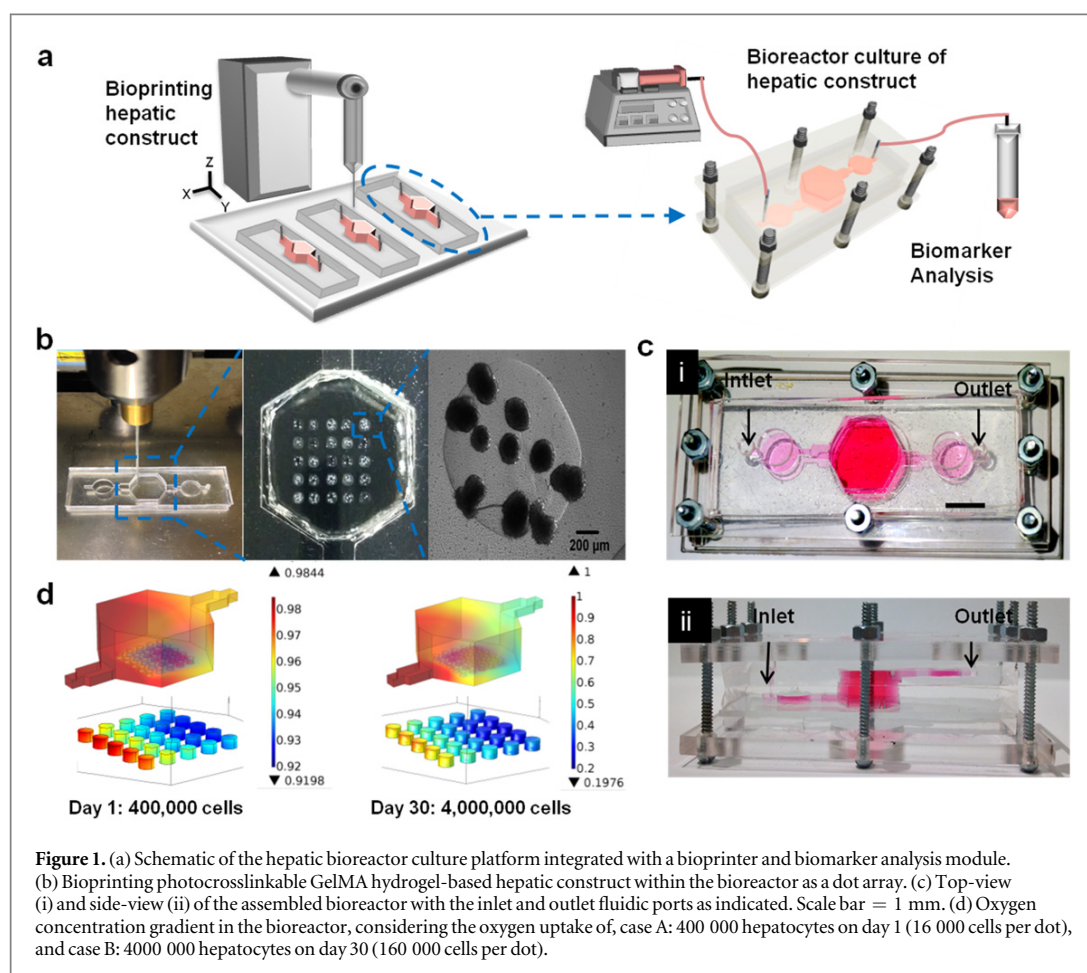 a
Bioprinting
hepatic
construct
Z
X
Y
Bioreactor culture of
hepatic construct
Biomarker
Analysis
b
200 µm
c
i
Intlet
Outlet
ii
Inlet
Outlet
d
▲ 0.9844
0.98
0.97
0.96
0.95
0.94
0.93
0.92
▼ 0.9198
▲ 1
1
0.9
0.8
0.7
0.6
0.5
0.4
0.3
0.2
▼ 0.1976
Day 1: 400,000 cells
Day 30: 4,000,000 cells
Figure 1. (a) Schematic of the hepatic bioreactor culture platform integrated with a bioprinter and biomarker analysis module.
(b) Bioprinting photocrosslinkable GelMA hydrogel-based hepatic construct within the bioreactor as a dot array. (c) Top-view
(i) and side-view (ii) of the assembled bioreactor with the inlet and outlet fluidic ports as indicated. Scale bar = 1 mm. (d) Oxygen
concentration gradient in the bioreactor, considering the oxygen uptake of, case A: 400 000 hepatocytes on day 1 (16 000 cells per dot),
and case B: 4000 000 hepatocytes on day 30 (160 000 cells per dot).